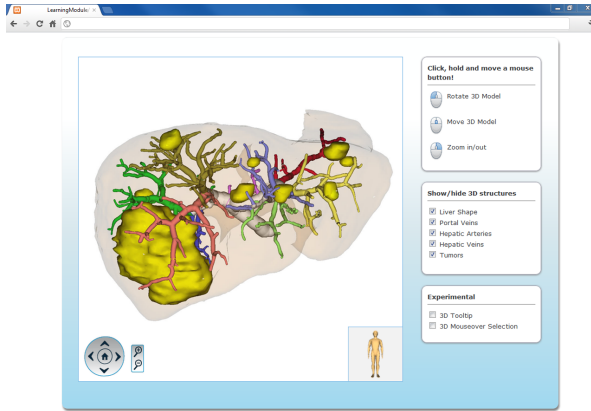 LearningModule
Click, hold and move a mouse
button!
Rotate 3D Model
Move 3D Model
Zoom in/out
Show/hide 3D structures
Liver Shape
Portal Veins
Hepatic Arteries
Hepatic Veins
Tumors
Experimental
3D Tooltip
3D Mouseover Selection